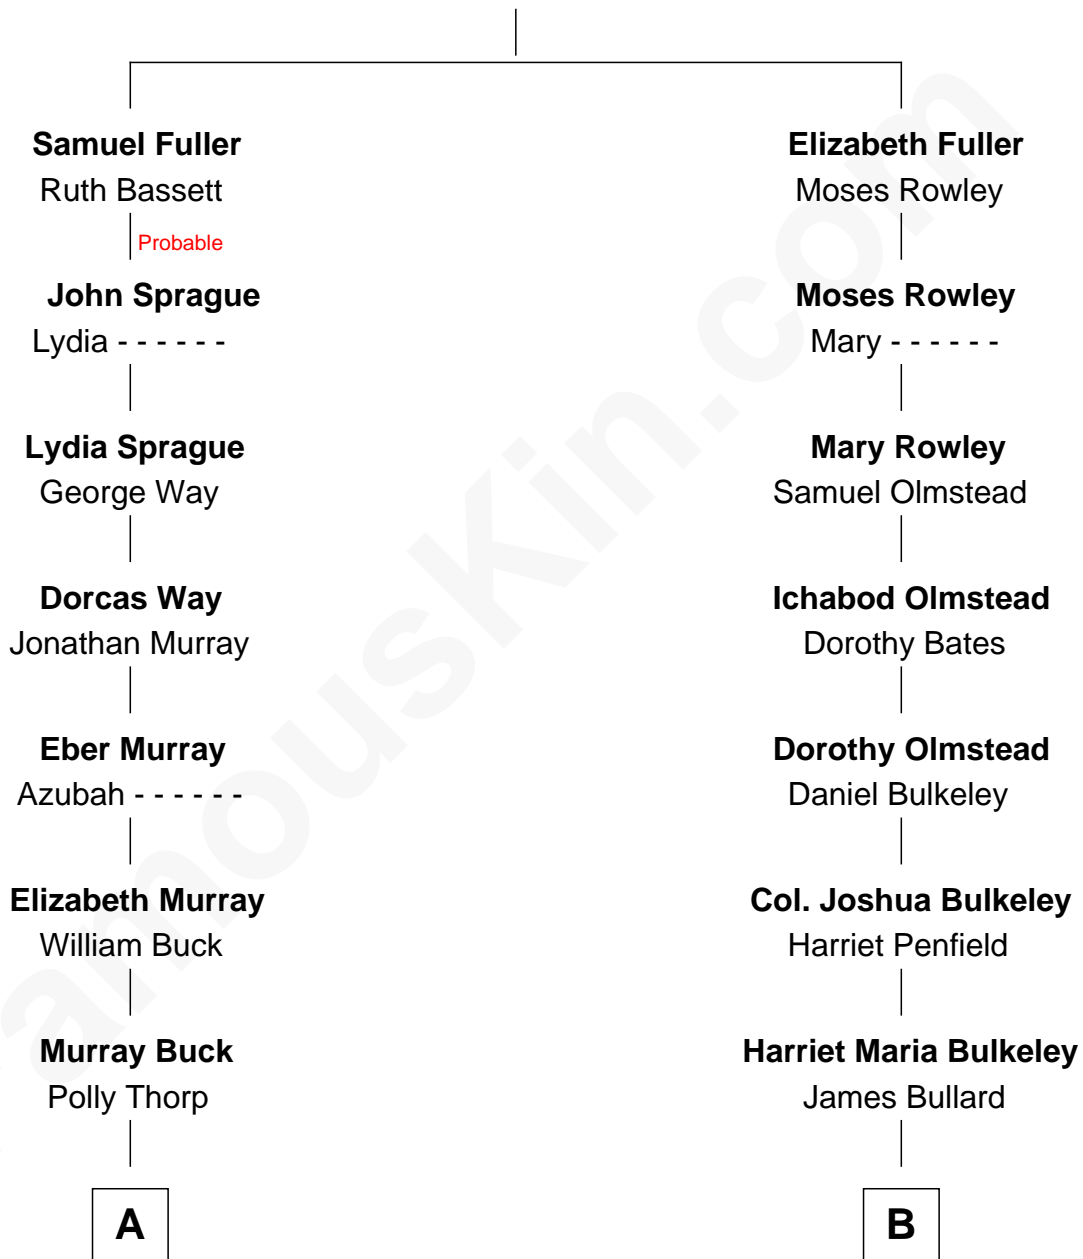 Samuel Fuller
Ruth Bassett
Probable
John Sprague
Lydia - - - - - -
Lydia Sprague
George Way
Dorcas Way
Jonathan Murray
Eber Murray
Azubah - - - - - -
Elizabeth Murray
William Buck
Murray Buck
Polly Thorp
A
Elizabeth Fuller
Moses Rowley
Moses Rowley
Mary - - - - - -
Mary Rowley
Samuel Olmstead
Ichabod Olmstead
Dorothy Bates
Dorothy Olmstead
Daniel Bulkeley
Col. Joshua Bulkeley
Harriet Penfield
Harriet Maria Bulkeley
James Bullard
B
amousKin.com